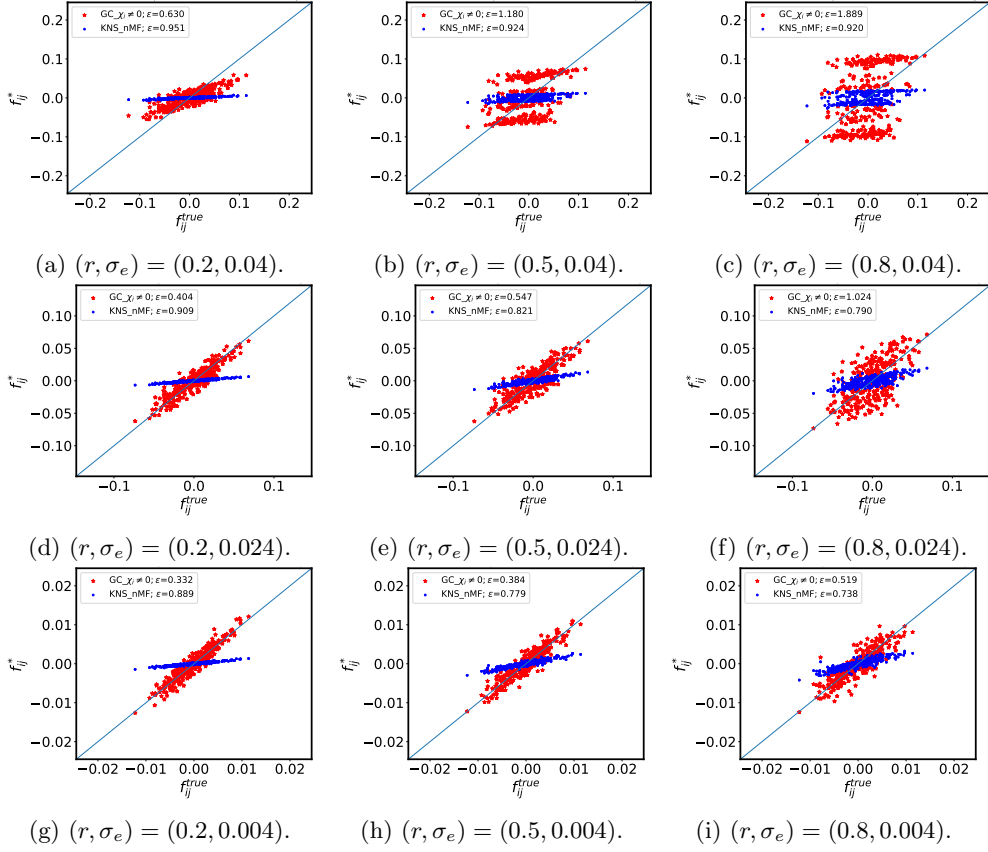 GC_χᵢ ≠ 0; ε=0.630
KNS_nMF; ε=0.951
0.2
0.1
0.0
−0.1
−0.2
f*ij
−0.2 −0.1 0.0 0.1 0.2
f^true_ij
(a) (r, σe) = (0.2, 0.04).
GC_χᵢ ≠ 0; ε=1.180
KNS_nMF; ε=0.924
0.2
0.1
0.0
−0.1
−0.2
f*ij
−0.2 −0.1 0.0 0.1 0.2
f^true_ij
(b) (r, σe) = (0.5, 0.04).
GC_χᵢ ≠ 0; ε=1.889
KNS_nMF; ε=0.920
0.2
0.1
0.0
−0.1
−0.2
f*ij
−0.2 −0.1 0.0 0.1 0.2
f^true_ij
(c) (r, σe) = (0.8, 0.04).
GC_χᵢ ≠ 0; ε=0.404
KNS_nMF; ε=0.909
0.10
0.05
0.00
−0.05
−0.10
f*ij
−0.1 0.0 0.1
f^true_ij
(d) (r, σe) = (0.2, 0.024).
GC_χᵢ ≠ 0; ε=0.547
KNS_nMF; ε=0.821
0.10
0.05
0.00
−0.05
−0.10
f*ij
−0.1 0.0 0.1
f^true_ij
(e) (r, σe) = (0.5, 0.024).
GC_χᵢ ≠ 0; ε=1.024
KNS_nMF; ε=0.790
0.10
0.05
0.00
−0.05
−0.10
f*ij
−0.1 0.0 0.1
f^true_ij
(f) (r, σe) = (0.8, 0.024).
GC_χᵢ ≠ 0; ε=0.332
KNS_nMF; ε=0.889
0.02
0.01
0.00
−0.01
−0.02
f*ij
−0.02 −0.01 0.00 0.01 0.02
f^true_ij
(g) (r, σe) = (0.2, 0.004).
GC_χᵢ ≠ 0; ε=0.384
KNS_nMF; ε=0.779
0.02
0.01
0.00
−0.01
−0.02
f*ij
−0.02 −0.01 0.00 0.01 0.02
f^true_ij
(h) (r, σe) = (0.5, 0.004).
GC_χᵢ ≠ 0; ε=0.519
KNS_nMF; ε=0.738
0.02
0.01
0.00
−0.01
−0.02
f*ij
−0.02 −0.01 0.00 0.01 0.02
f^true_ij
(i) (r, σe) = (0.8, 0.004).